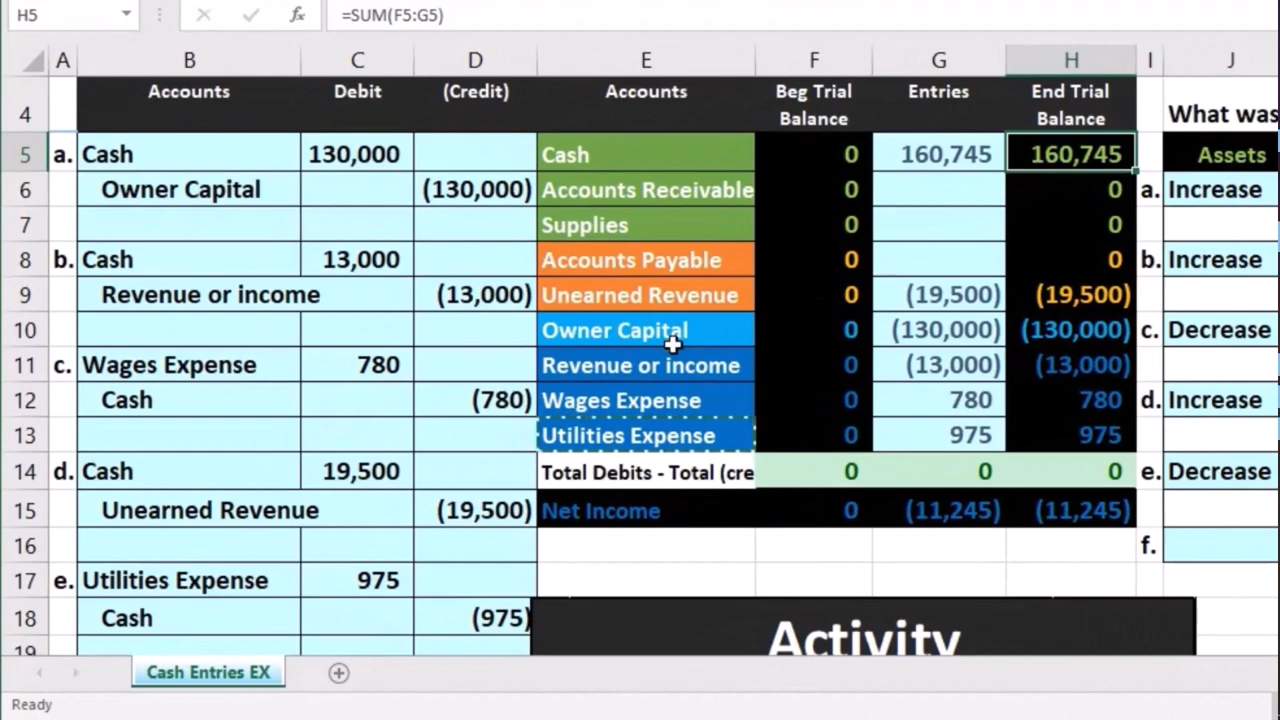 H5 fx =SUM(F5:G5)
A B C D E F G H I J
4 Accounts Debit (Credit) Accounts Beg Trial Balance Entries End Trial Balance What was
5 a. Cash 130,000 Cash 0 160,745 160,745 Assets
6 Owner Capital (130,000) Accounts Receivable 0 0 a. Increase
7 Supplies 0 0
8 b. Cash 13,000 Accounts Payable 0 0 b. Increase
9 Revenue or income (13,000) Unearned Revenue 0 (19,500) (19,500)
10 Owner Capital 0 (130,000) (130,000) c. Decrease
11 c. Wages Expense 780 Revenue or income 0 (13,000) (13,000)
12 Cash (780) Wages Expense 0 780 780 d. Increase
13 Utilities Expense 0 975 975
14 d. Cash 19,500 Total Debits - Total (cre 0 0 0 e. Decrease
15 Unearned Revenue (19,500) Net Income 0 (11,245) (11,245)
16 f.
17 e. Utilities Expense 975
18 Cash (975) Activity
19
Cash Entries EX
Ready